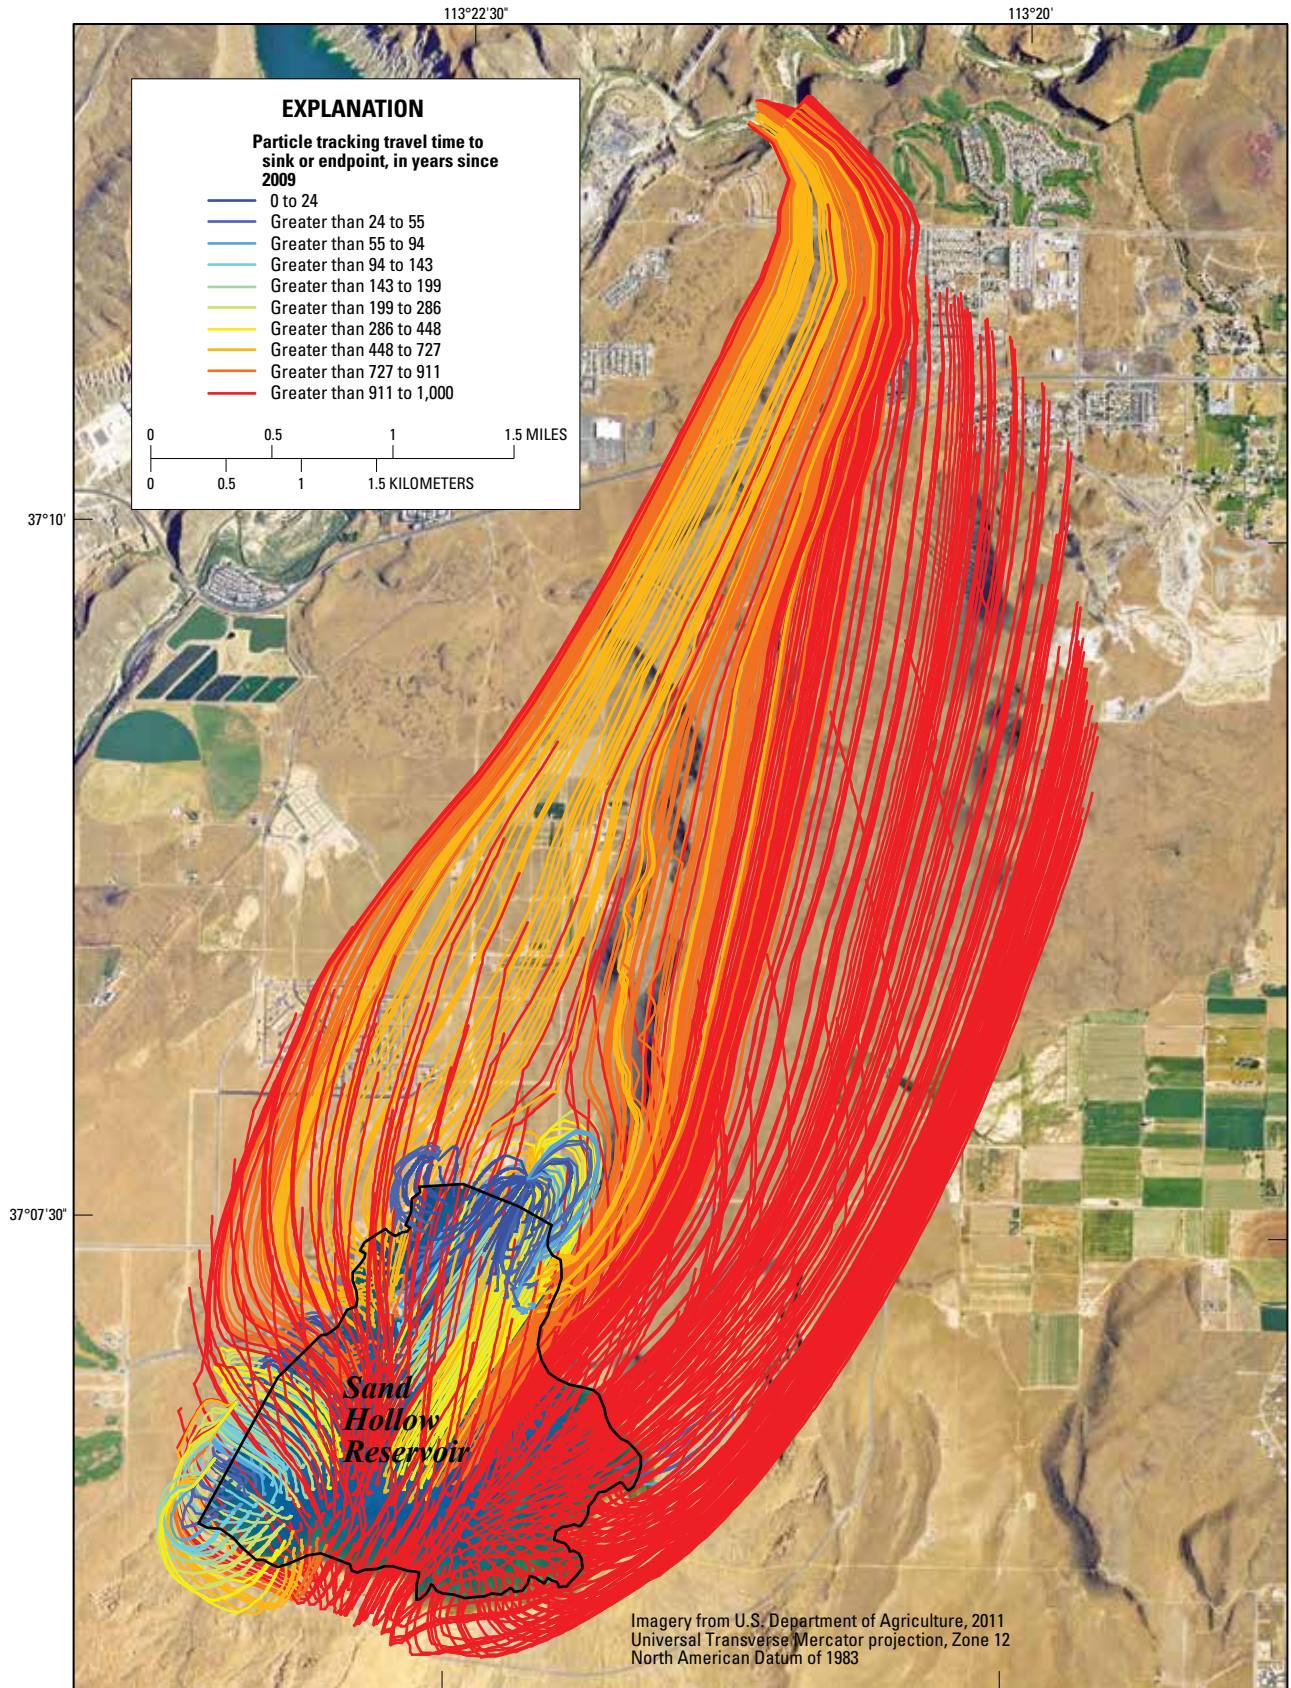 113°22'30"
113°20'
EXPLANATION
Particle tracking travel time to
sink or endpoint, in years since
2009
0 to 24
Greater than 24 to 55
Greater than 55 to 94
Greater than 94 to 143
Greater than 143 to 199
Greater than 199 to 286
Greater than 286 to 448
Greater than 448 to 727
Greater than 727 to 911
Greater than 911 to 1,000
0 0.5 1 1.5 MILES
0 0.5 1 1.5 KILOMETERS
37°10'
37°07'30"
Sand
Hollow
Reservoir
Imagery from U.S. Department of Agriculture, 2011
Universal Transverse Mercator projection, Zone 12
North American Datum of 1983